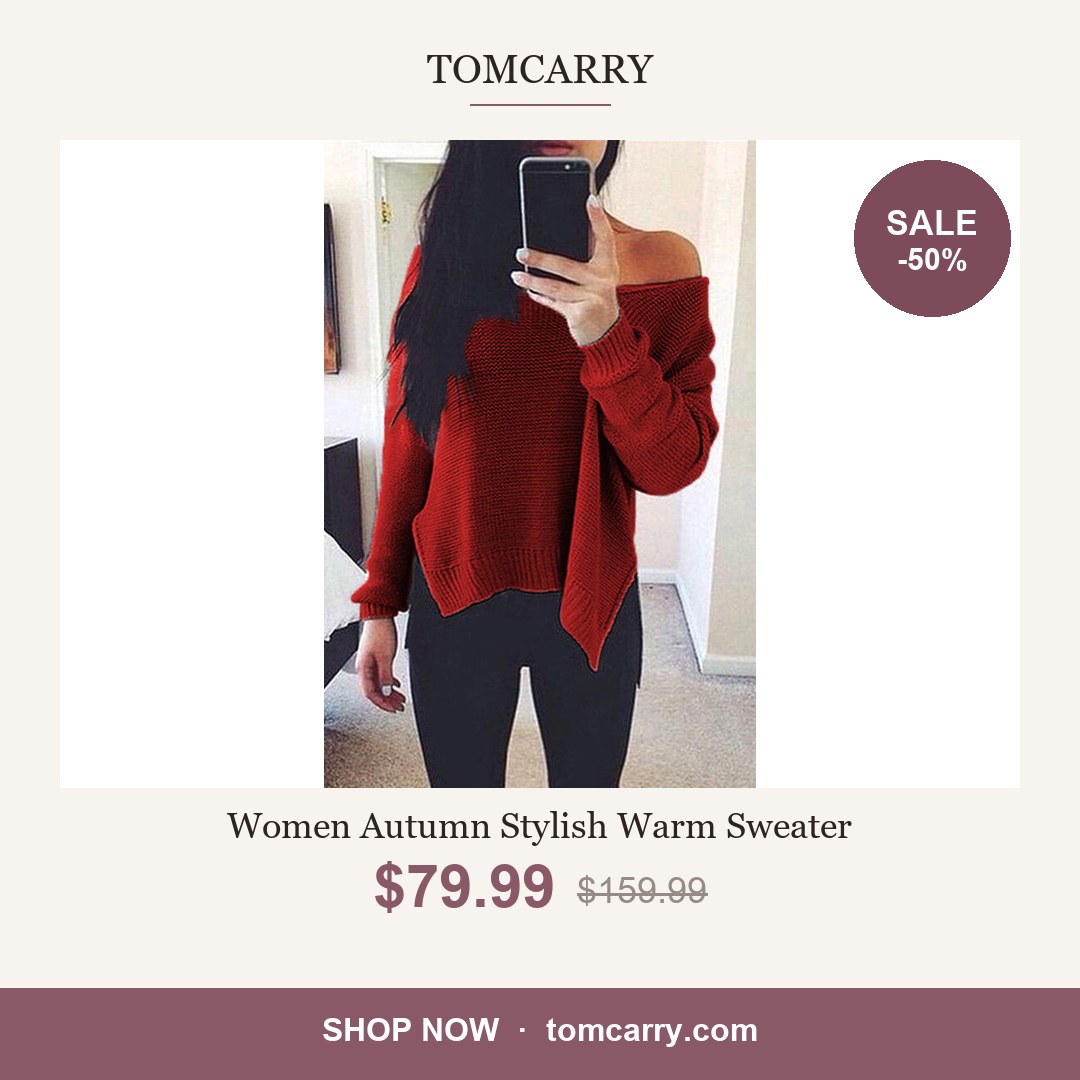 TOMCARRY
SALE
-50%
Women Autumn Stylish Warm Sweater
$79.99 $159.99
SHOP NOW · tomcarry.com